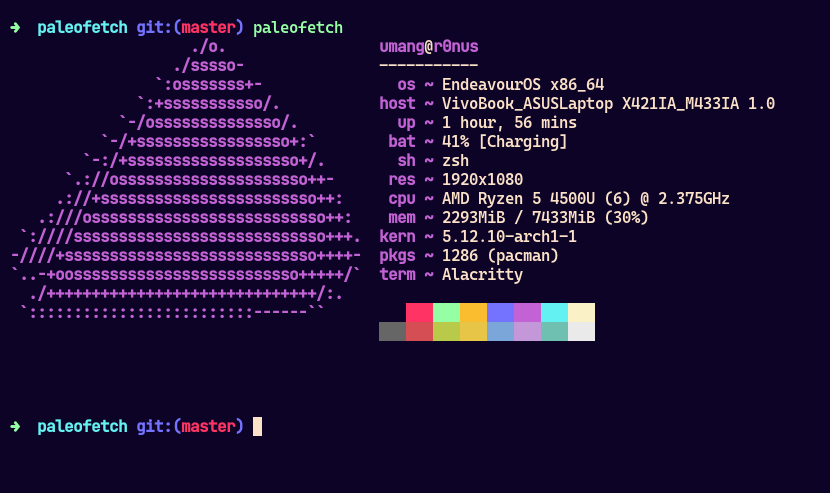 ➜  paleofetch git:(master) paleofetch
                    ./o.                 umang@r0nus
                  ./sssso-               -----------
                `:osssssss+-               os ~ EndeavourOS x86_64
              `:+sssssssssso/.           host ~ VivoBook_ASUSLaptop X421IA_M433IA 1.0
            `-/ossssssssssssso/.           up ~ 1 hour, 56 mins
          `-/+sssssssssssssssso+:`        bat ~ 41% [Charging]
        `-:/+sssssssssssssssssso+/.        sh ~ zsh
      `.://osssssssssssssssssssso++-      res ~ 1920x1080
     .://+ssssssssssssssssssssssso++:     cpu ~ AMD Ryzen 5 4500U (6) @ 2.375GHz
   .:///ossssssssssssssssssssssssso++:    mem ~ 2293MiB / 7433MiB (30%)
 `:////ssssssssssssssssssssssssssso+++.  kern ~ 5.12.10-arch1-1
-////+ssssssssssssssssssssssssssso++++-  pkgs ~ 1286 (pacman)
`..-+oosssssssssssssssssssssssso+++++/`  term ~ Alacritty
  ./++++++++++++++++++++++++++++++/:.
 `:::::::::::::::::::::::::------``
➜  paleofetch git:(master)